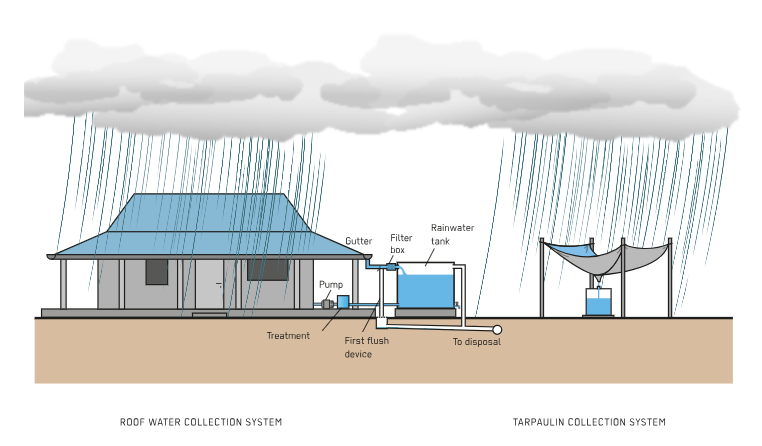 Rainwater
tank
Filter
box
Gutter
Pump
Treatment
First flush
device
To disposal
ROOF WATER COLLECTION SYSTEM
TARPAULIN COLLECTION SYSTEM